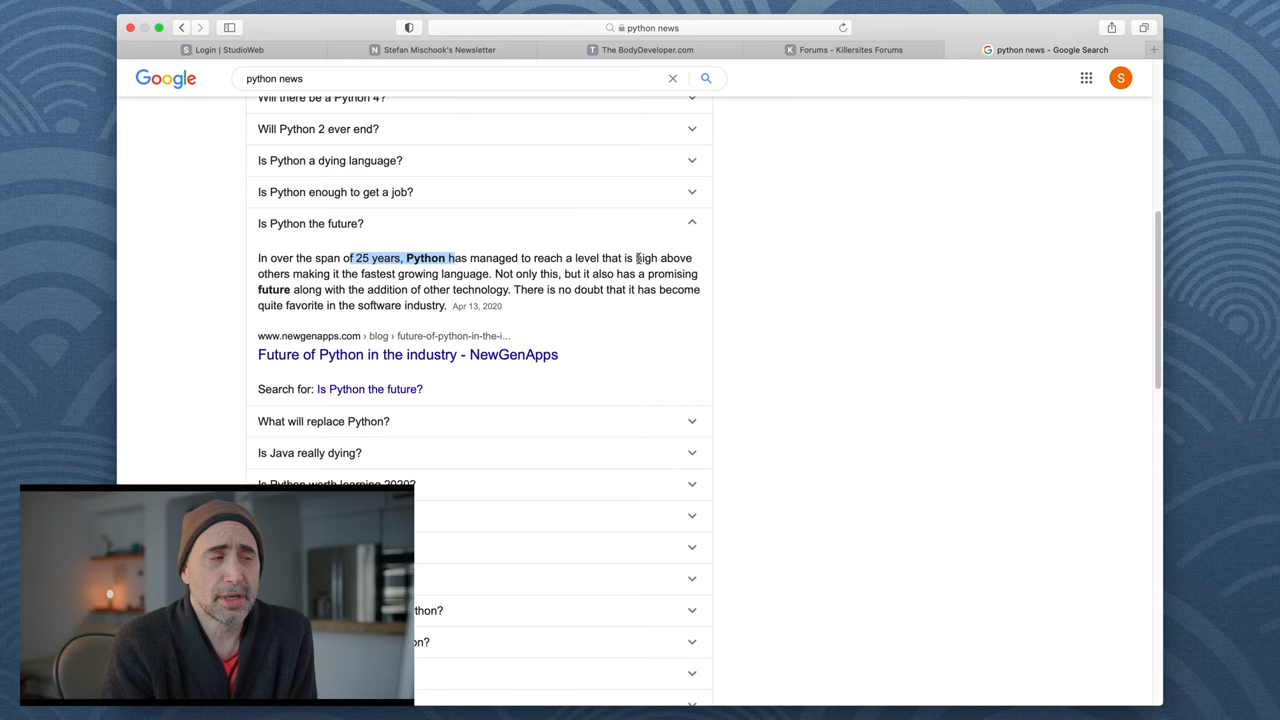 python news
Login | StudioWeb
Stefan Mischook's Newsletter
The BodyDeveloper.com
Forums - Killersites Forums
python news - Google Search
Google
python news
S
Will there be a Python 4?
Will Python 2 ever end?
Is Python a dying language?
Is Python enough to get a job?
Is Python the future?
In over the span of 25 years, Python has managed to reach a level that is high above
others making it the fastest growing language. Not only this, but it also has a promising
future along with the addition of other technology. There is no doubt that it has become
quite favorite in the software industry. Apr 13, 2020
www.newgenapps.com › blog › future-of-python-in-the-i...
Future of Python in the industry - NewGenApps
Search for: Is Python the future?
What will replace Python?
Is Java really dying?
Is Python worth learning 2020?
thon?
on?